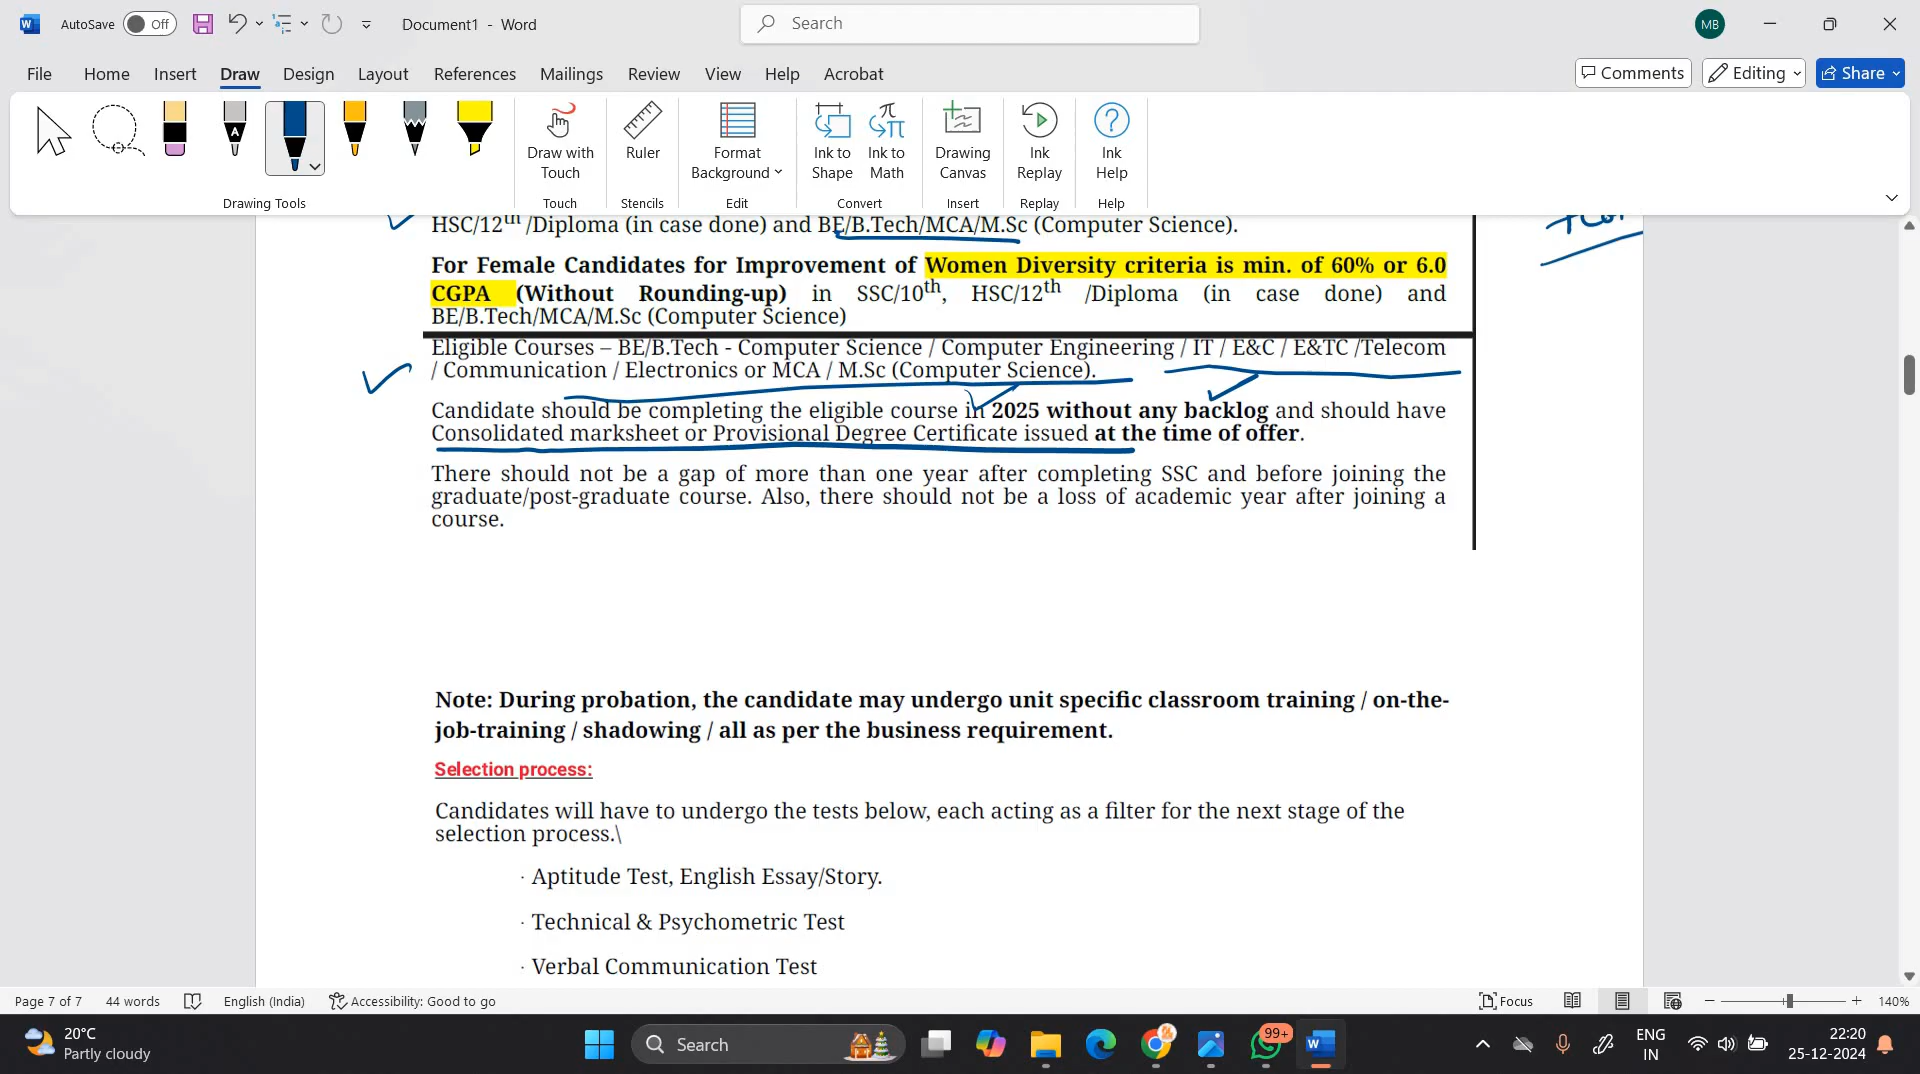 AutoSave Off Document1 - Word Search MB
File Home Insert Draw Design Layout References Mailings Review View Help Acrobat Comments Editing Share
A
Draw with Touch Ruler Format Background Ink to Shape Ink to Math Drawing Canvas Ink Replay Ink Help
Drawing Tools Touch Stencils Edit Convert Insert Replay Help
HSC/12th /Diploma (in case done) and BE/B.Tech/MCA/M.Sc (Computer Science).
For Female Candidates for Improvement of Women Diversity criteria is min. of 60% or 6.0
CGPA (Without Rounding-up) in SSC/10th, HSC/12th /Diploma (in case done) and
BE/B.Tech/MCA/M.Sc (Computer Science)
Eligible Courses – BE/B.Tech - Computer Science / Computer Engineering / IT / E&C / E&TC /Telecom
/ Communication / Electronics or MCA / M.Sc (Computer Science).
Candidate should be completing the eligible course in 2025 without any backlog and should have
Consolidated marksheet or Provisional Degree Certificate issued at the time of offer.
There should not be a gap of more than one year after completing SSC and before joining the
graduate/post-graduate course. Also, there should not be a loss of academic year after joining a
course.
Note: During probation, the candidate may undergo unit specific classroom training / on-the-
job-training / shadowing / all as per the business requirement.
Selection process:
Candidates will have to undergo the tests below, each acting as a filter for the next stage of the
selection process.\
· Aptitude Test, English Essay/Story.
· Technical & Psychometric Test
· Verbal Communication Test
Page 7 of 7 44 words English (India) Accessibility: Good to go Focus 140%
20°C
Partly cloudy
Search
99+
ENG
IN
22:20
25-12-2024